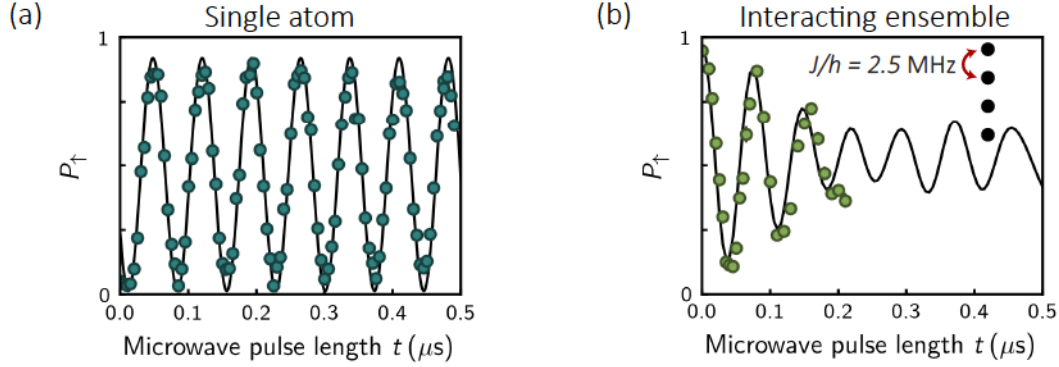 (a) Single atom
1
P↑
0
0.0 0.1 0.2 0.3 0.4 0.5
Microwave pulse length t (μs)
(b) Interacting ensemble
1
J/h = 2.5 MHz
P↑
0
0.0 0.1 0.2 0.3 0.4 0.5
Microwave pulse length t (μs)